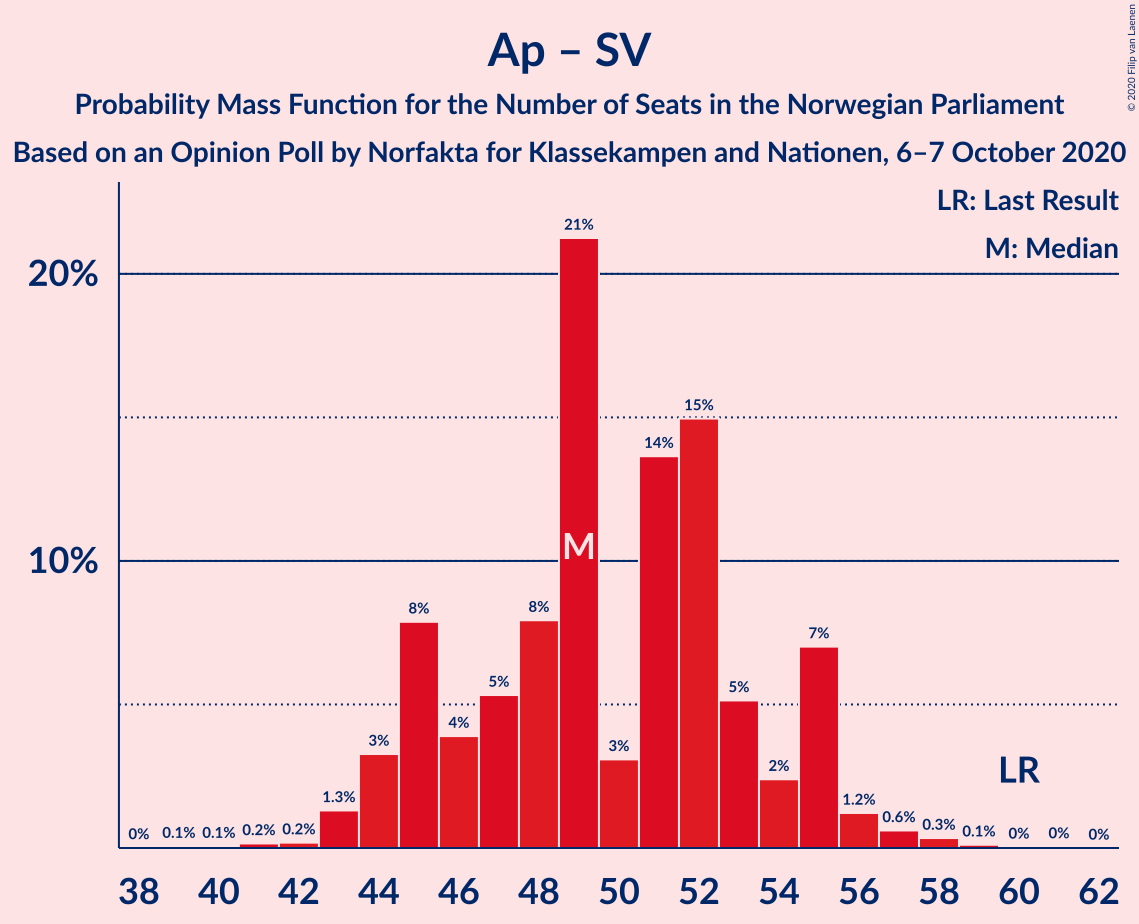 Ap – SV
Probability Mass Function for the Number of Seats in the Norwegian Parliament
Based on an Opinion Poll by Norfakta for Klassekampen and Nationen, 6–7 October 2020
© 2020 Filip van Laenen
LR: Last Result
M: Median
20%
10%
0% 0.1% 0.1% 0.2% 0.2% 1.3% 3% 8% 4% 5% 8% 21% 3% 14% 15% 5% 2% 7% 1.2% 0.6% 0.3% 0.1% 0% 0% 0%
M
LR
38 40 42 44 46 48 50 52 54 56 58 60 62